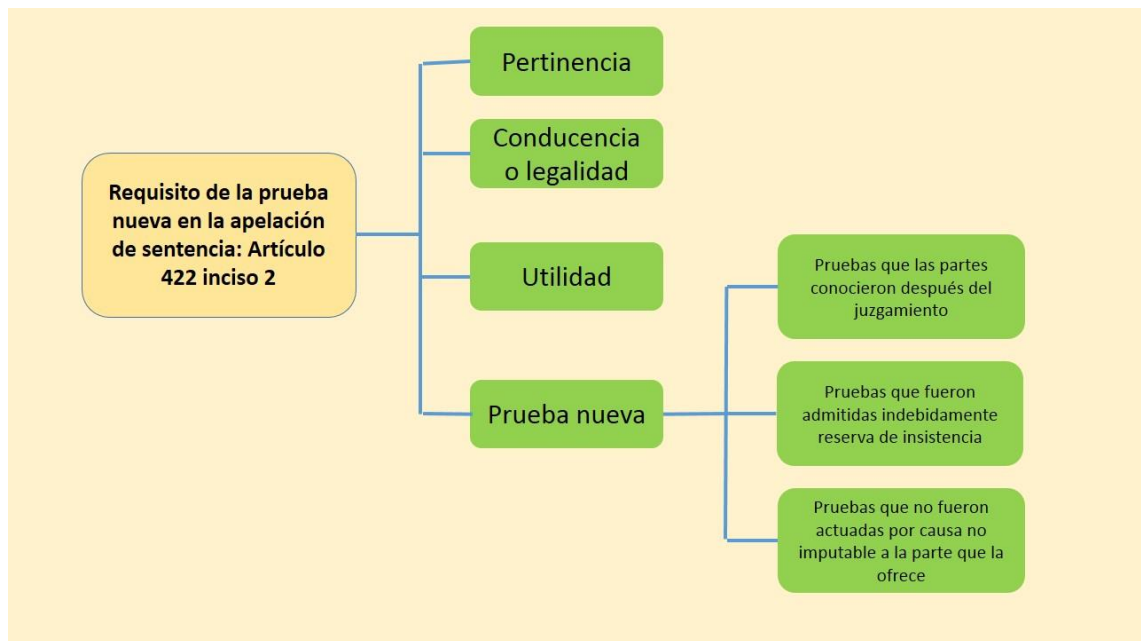 Requisito de la prueba
nueva en la apelación
de sentencia: Artículo
422 inciso 2
Pertinencia
Conducencia
o legalidad
Utilidad
Prueba nueva
Pruebas que las partes
conocieron después del
juzgamiento
Pruebas que fueron
admitidas indebidamente
reserva de insistencia
Pruebas que no fueron
actuadas por causa no
imputable a la parte que la
ofrece